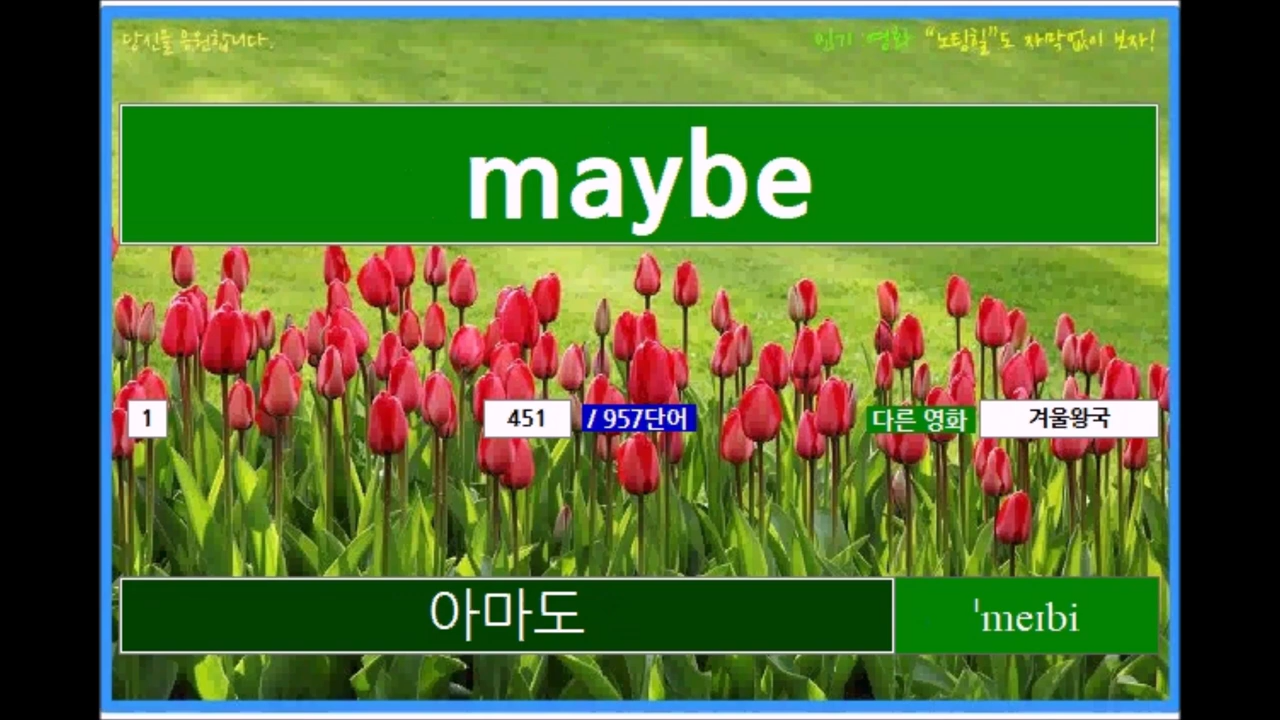 당신을 응원합니다.
인기 영화 “노팅힐”도 자막없이 보자!
maybe
1 451 / 957단어 다른 영화 겨울왕국
아마도 ˈmeɪbi